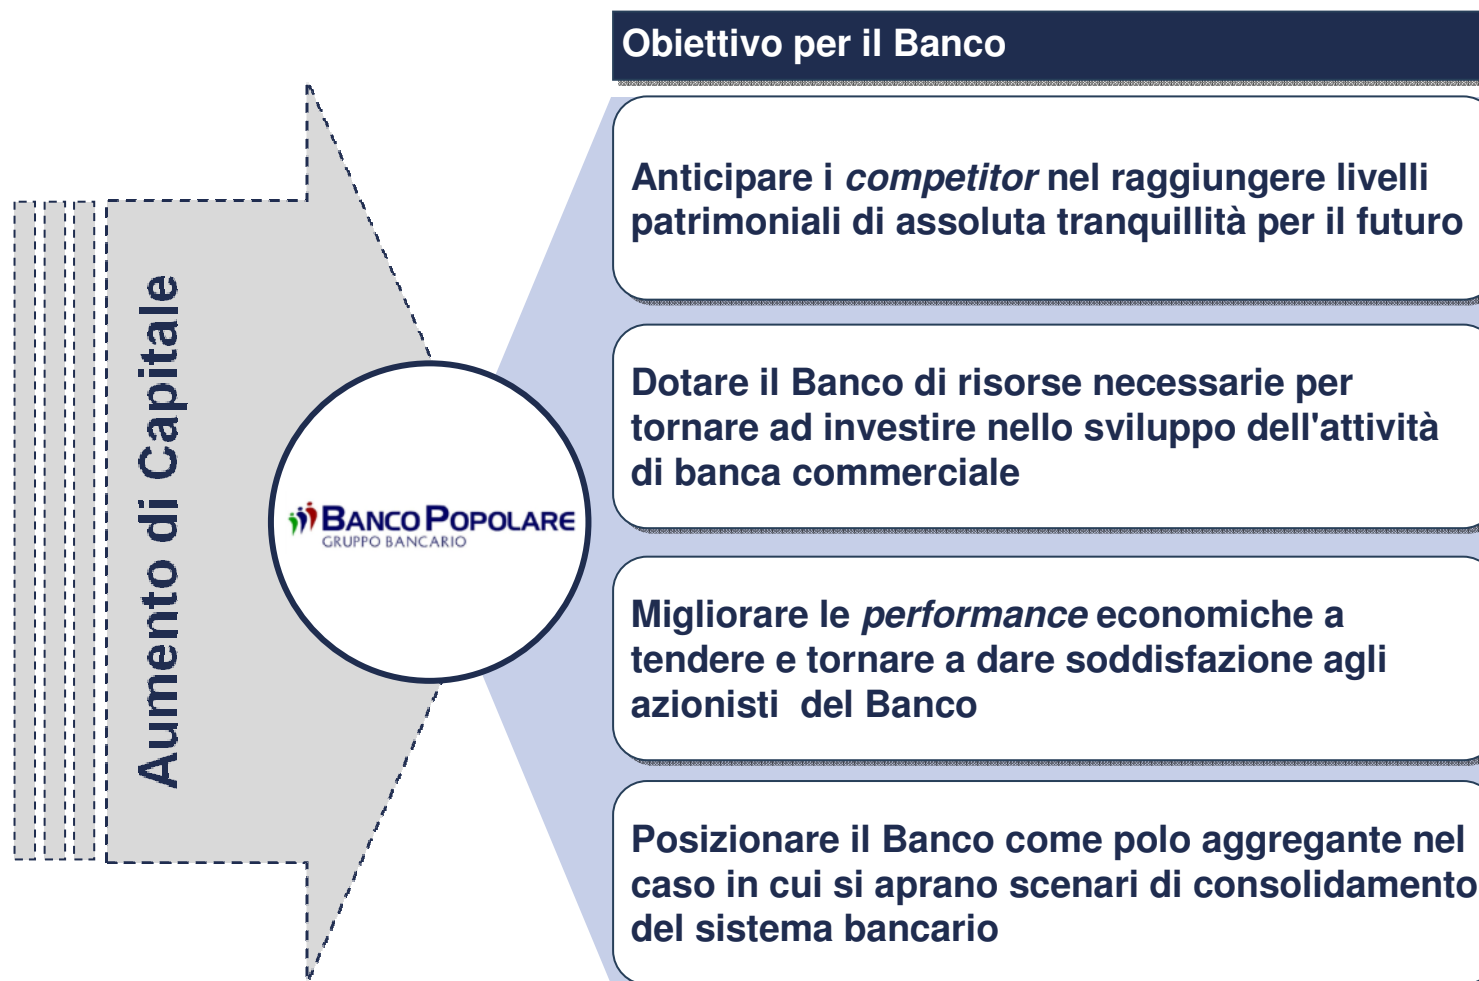 Obiettivo per il Banco
Aumento di Capitale
BANCO POPOLARE
GRUPPO BANCARIO
Anticipare i competitor nel raggiungere livelli
patrimoniali di assoluta tranquillità per il futuro
Dotare il Banco di risorse necessarie per
tornare ad investire nello sviluppo dell'attività
di banca commerciale
Migliorare le performance economiche a
tendere e tornare a dare soddisfazione agli
azionisti  del Banco
Posizionare il Banco come polo aggregante nel
caso in cui si aprano scenari di consolidamento
del sistema bancario